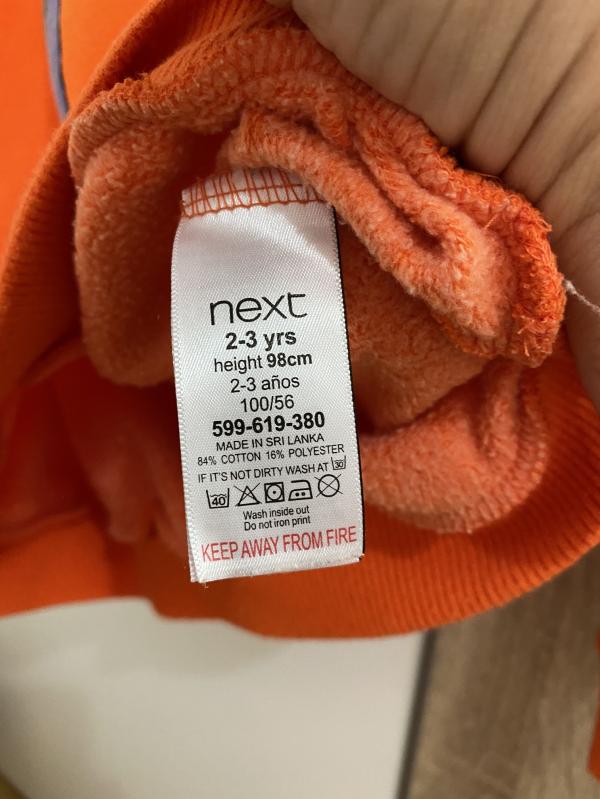 next
2-3 yrs
height 98cm
2-3 años
100/56
599-619-380
MADE IN SRI LANKA
84% COTTON 16% POLYESTER
IF IT'S NOT DIRTY WASH AT 30
40
Wash inside out
Do not iron print
KEEP AWAY FROM FIRE